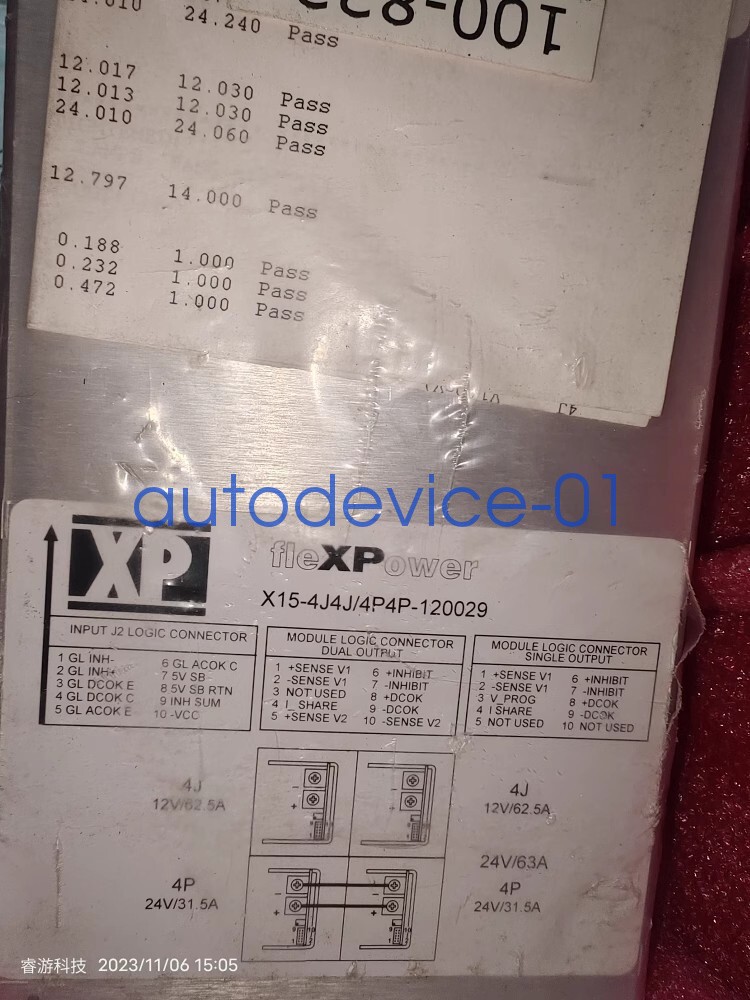 24.240 Pass
100-822
12.017 12.030 Pass
12.013 12.030 Pass
24.010 24.060 Pass
12.797 14.000 Pass
0.188 1.000 Pass
0.232 1.000 Pass
0.472 1.000 Pass
4J
autodevice-01
XP
fleXPower
X15-4J4J/4P4P-120029
INPUT J2 LOGIC CONNECTOR
1 GL INH- 6 GL ACOK C
2 GL INH+ 7 5V SB
3 GL DCOK E 8 5V SB RTN
4 GL DCOK C 9 INH SUM
5 GL ACOK E 10 -VCC
MODULE LOGIC CONNECTOR
DUAL OUTPUT
1 +SENSE V1 6 +INHIBIT
2 -SENSE V1 7 -INHIBIT
3 NOT USED 8 +DCOK
4 I_SHARE 9 -DCOK
5 +SENSE V2 10 -SENSE V2
MODULE LOGIC CONNECTOR
SINGLE OUTPUT
1 +SENSE V1 6 +INHIBIT
2 -SENSE V1 7 -INHIBIT
3 V_PROG 8 +DCOK
4 I SHARE 9 -DCOK
5 NOT USED 10 NOT USED
4J
12V/62.5A
4J
12V/62.5A
24V/63A
4P
24V/31.5A
4P
24V/31.5A
睿游科技 2023/11/06 15:05